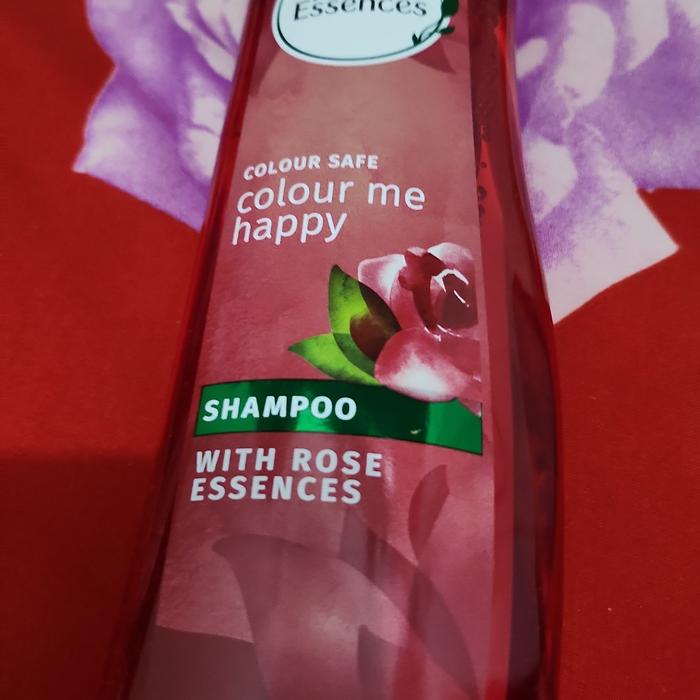 Essences
COLOUR SAFE
colour me
happy
SHAMPOO
WITH ROSE
ESSENCES